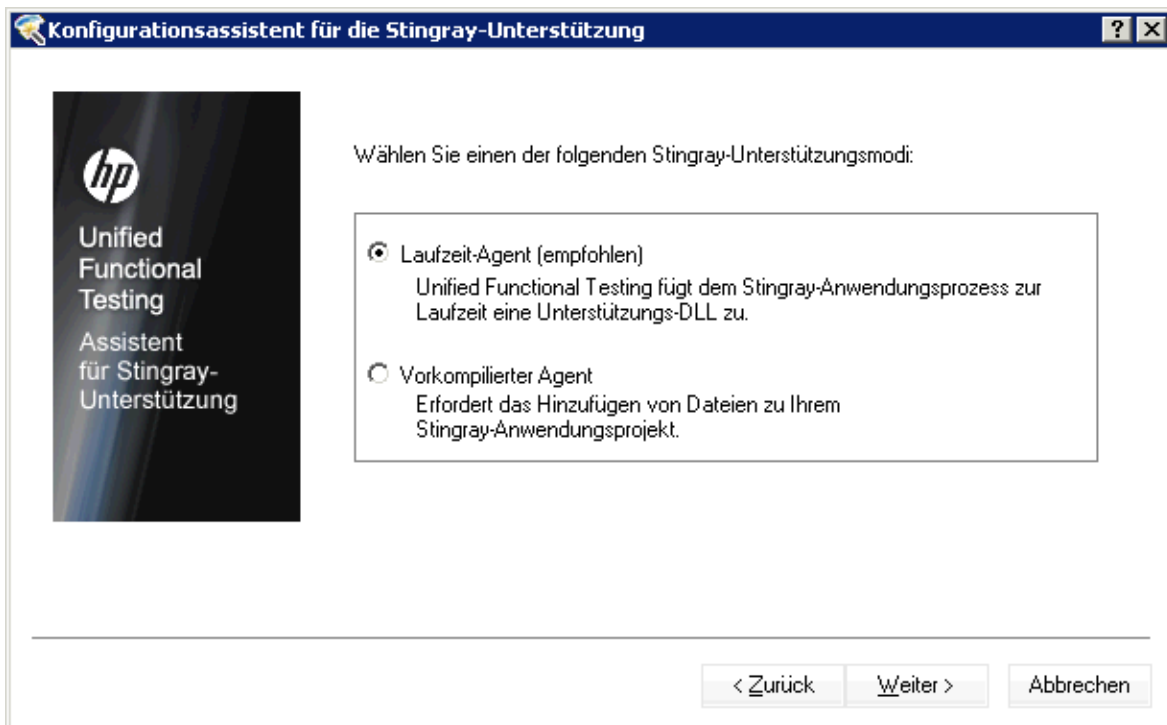 Konfigurationsassistent für die Stingray-Unterstützung
?
hp
Unified
Functional
Testing
Assistent
für Stingray-
Unterstützung
Wählen Sie einen der folgenden Stingray-Unterstützungsmodi:
Laufzeit-Agent (empfohlen)
Unified Functional Testing fügt dem Stingray-Anwendungsprozess zur
Laufzeit eine Unterstützungs-DLL zu.
Vorkompilierter Agent
Erfordert das Hinzufügen von Dateien zu Ihrem
Stingray-Anwendungsprojekt.
< Zurück
Weiter >
Abbrechen